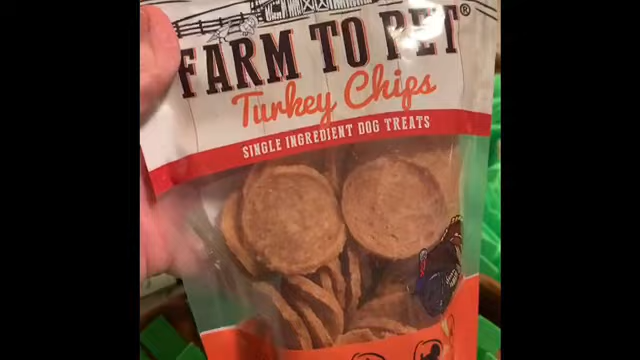 FARM TO PET®
Turkey Chips
SINGLE INGREDIENT DOG TREATS